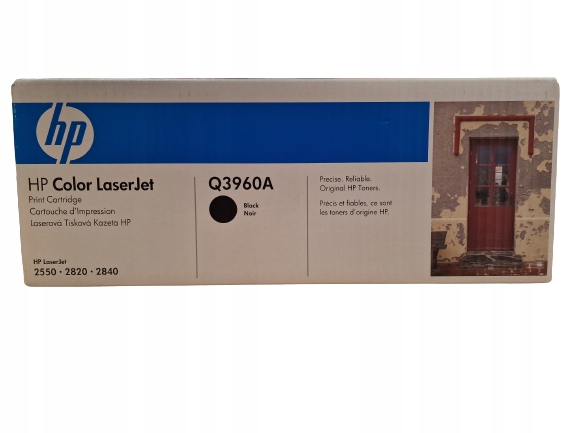 hp
HP Color LaserJet
Print Cartridge
Cartouche d'Impression
Laserová Tisková Kazeta HP
HP LaserJet
2550 • 2820 • 2840
Q3960A
Black
Noir
Precise. Reliable.
Original HP Toners.
Précis et fiables, ce sont
les toners d'origine HP.